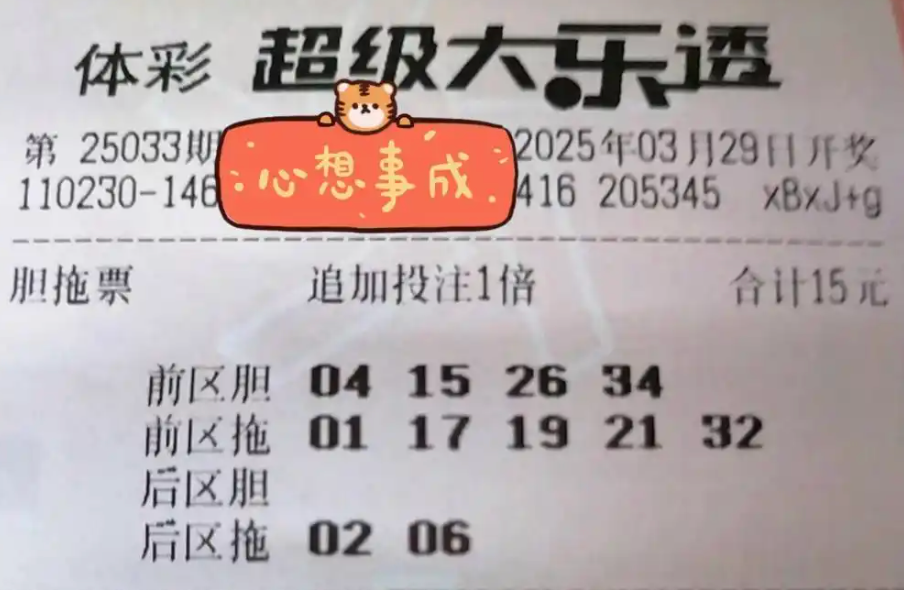 体彩 超级大乐透
第 25033期 2025年03月29日开奖
心想事成
110230-146 416 205345 xBxJ+g
胆拖票 追加投注1倍 合计15元
前区胆 04 15 26 34
前区拖 01 17 19 21 32
后区胆
后区拖 02 06